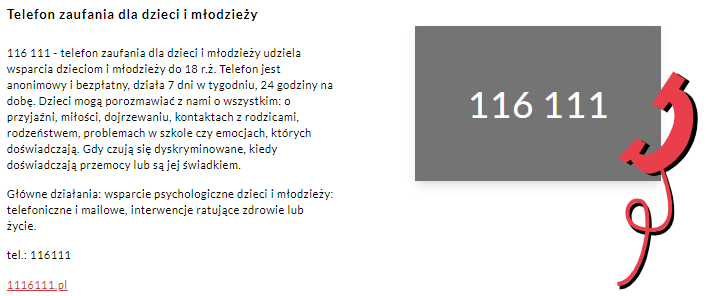 Telefon zaufania dla dzieci i młodzieży
116 111 - telefon zaufania dla dzieci i młodzieży udziela
wsparcia dzieciom i młodzieży do 18 r.ż. Telefon jest
anonimowy i bezpłatny, działa 7 dni w tygodniu, 24 godziny na
dobę. Dzieci mogą porozmawiać z nami o wszystkim: o
przyjaźni, miłości, dojrzewaniu, kontaktach z rodzicami,
rodzeństwem, problemach w szkole czy emocjach, których
doświadczają. Gdy czują się dyskryminowane, kiedy
doświadczają przemocy lub są jej świadkiem.
Główne działania: wsparcie psychologiczne dzieci i młodzieży:
telefoniczne i mailowe, interwencje ratujące zdrowie lub
życie.
tel.: 116111
1116111.pl
116 111